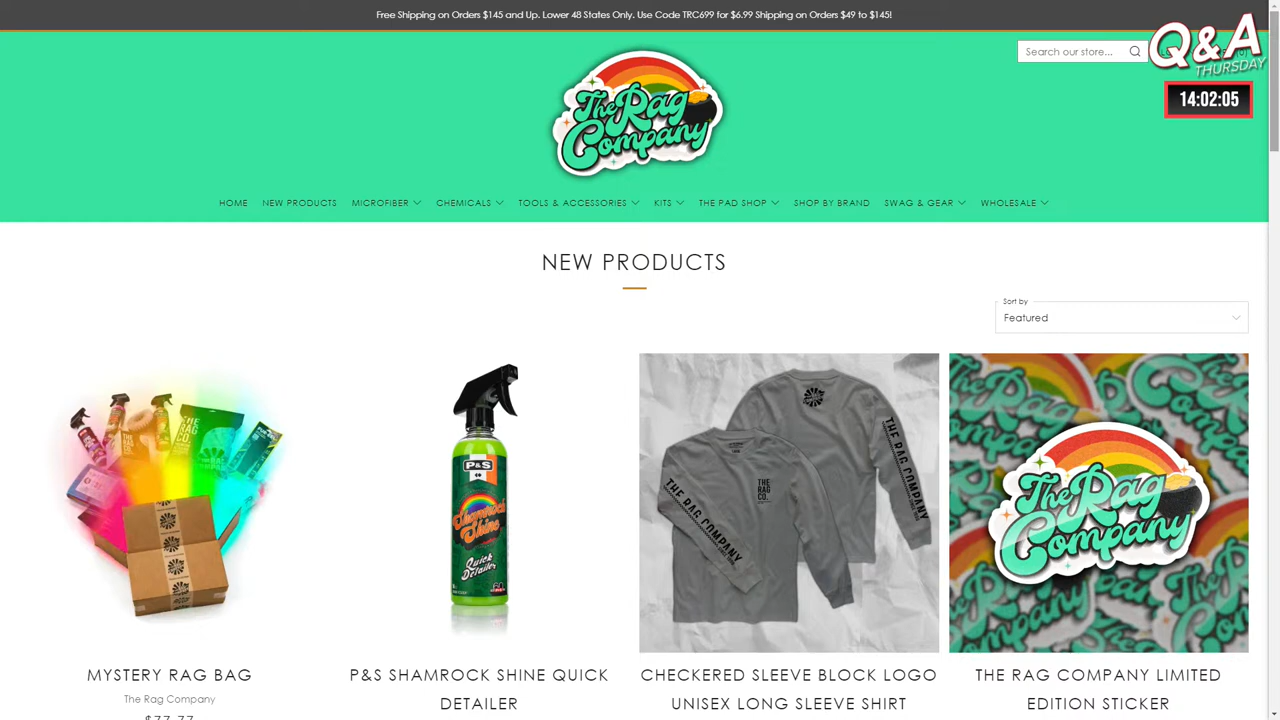 Free Shipping on Orders $145 and Up. Lower 48 States Only. Use Code TRC699 for $6.99 Shipping on Orders $49 to $145!
Search our store...
Q&A
THURSDAY
14:02:05
The Rag
Company
HOME NEW PRODUCTS MICROFIBER CHEMICALS TOOLS & ACCESSORIES KITS THE PAD SHOP SHOP BY BRAND SWAG & GEAR WHOLESALE
NEW PRODUCTS
Sort by
Featured
THE
RAG
CO.
P&S
Shamrock
Shine
Quick
Detailer
THE RAG COMPANY
THE
RAG
CO.
THE RAG COMPANY
The Rag
Company
MYSTERY RAG BAG
The Rag Company
$77.77
P&S SHAMROCK SHINE QUICK
DETAILER
CHECKERED SLEEVE BLOCK LOGO
UNISEX LONG SLEEVE SHIRT
THE RAG COMPANY LIMITED
EDITION STICKER